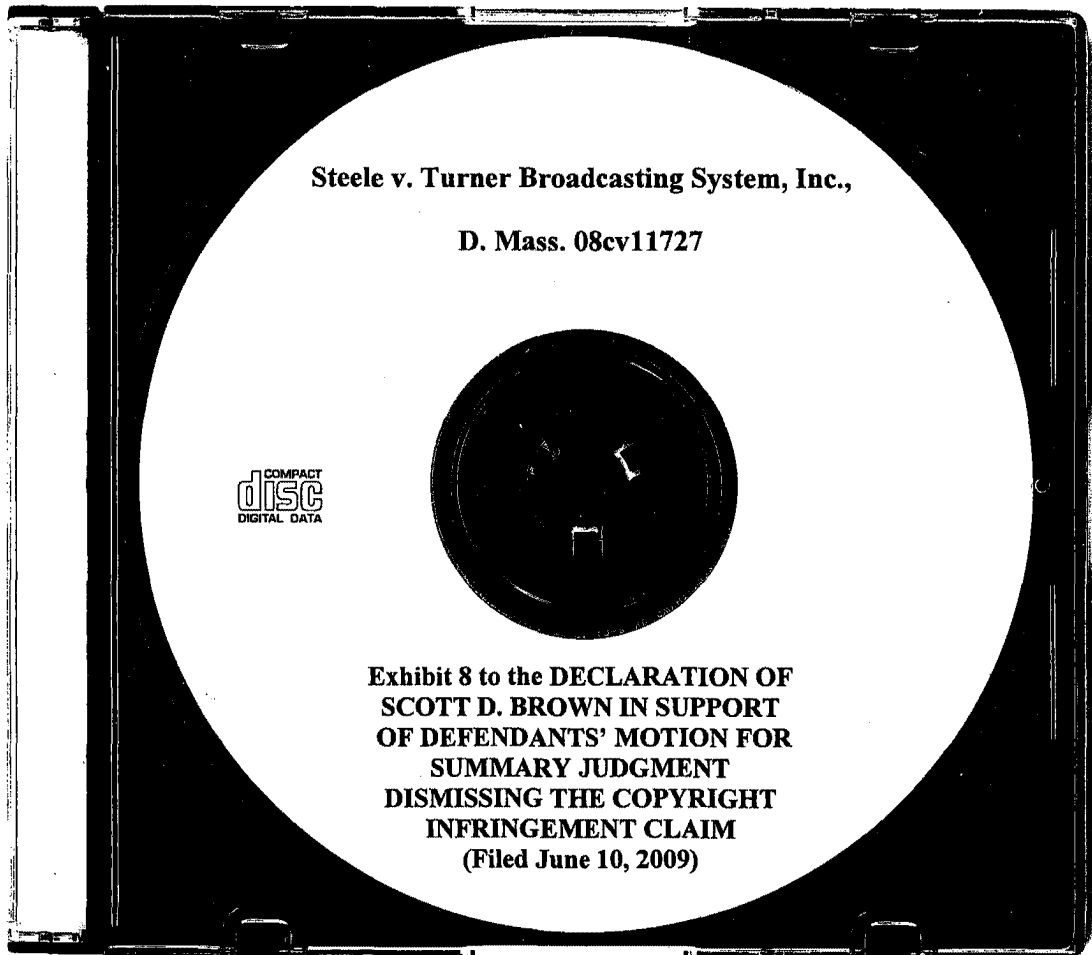 Steele v. Turner Broadcasting System, Inc.,
D. Mass. 08cv11727
COMPACT
disc
DIGITAL DATA
Exhibit 8 to the DECLARATION OF
SCOTT D. BROWN IN SUPPORT
OF DEFENDANTS' MOTION FOR
SUMMARY JUDGMENT
DISMISSING THE COPYRIGHT
INFRINGEMENT CLAIM
(Filed June 10, 2009)